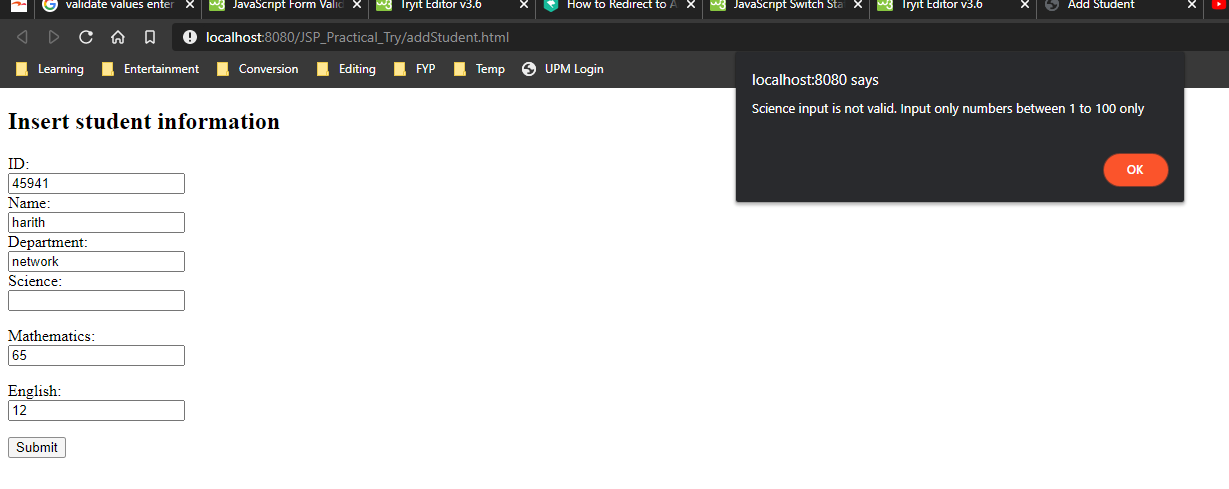 validate values enter
JavaScript Form Valid
Tryit Editor v3.6
How to Redirect to A
JavaScript Switch Sta
Tryit Editor v3.6
Add Student
localhost:8080/JSP_Practical_Try/addStudent.html
Learning
Entertainment
Conversion
Editing
FYP
Temp
UPM Login
localhost:8080 says
Science input is not valid. Input only numbers between 1 to 100 only
OK
Insert student information
ID:
45941
Name:
harith
Department:
network
Science:
Mathematics:
65
English:
12
Submit